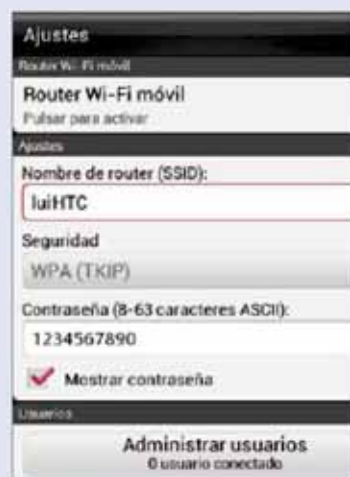 Ajustes
Router Wi-Fi móvil
Router Wi-Fi móvil
Pulsar para activar
Ajustes
Nombre de router (SSID):
luiHTC
Seguridad
WPA (TKIP)
Contraseña (8-63 caracteres ASCII):
1234567890
Mostrar contraseña
Usuarios
Administrar usuarios
0 usuario conectado